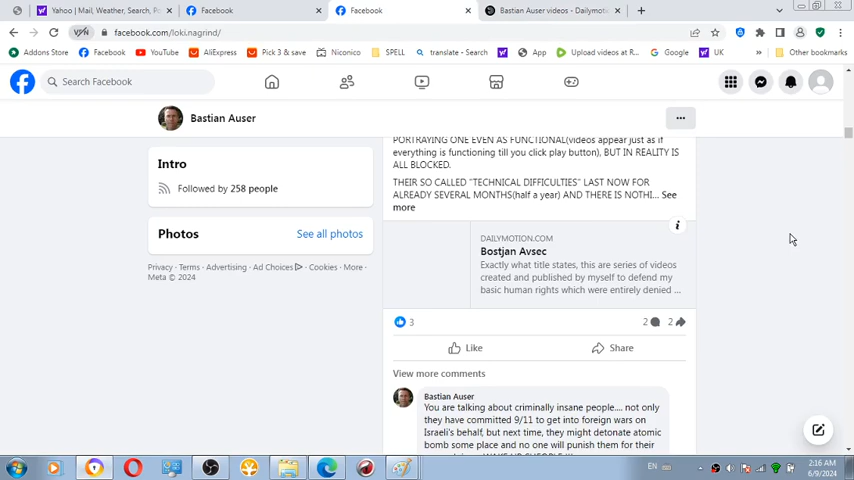 Yahoo | Mail, Weather, Search, Po
Facebook
Facebook
Bastian Auser videos - Dailymotio
VPN
facebook.com/loki.nagrind/
Addons Store
Facebook
YouTube
AliExpress
Pick 3 & save
Niconico
SPELL
translate - Search
App
Upload videos at R...
Google
UK
Other bookmarks
Search Facebook
Bastian Auser
PORTRAYING ONE EVEN AS FUNCTIONAL(videos appear just as if
everything is functioning till you click play button), BUT IN REALITY IS
ALL BLOCKED.
THEIR SO CALLED "TECHNICAL DIFFICULTIES" LAST NOW FOR
ALREADY SEVERAL MONTHS(half a year) AND THERE IS NOTHI... See
more
Intro
Followed by 258 people
Photos
See all photos
Privacy · Terms · Advertising · Ad Choices · Cookies · More ·
Meta © 2024
DAILYMOTION.COM
Bostjan Avsec
Exactly what title states, this are series of videos
created and published by myself to defend my
basic human rights which were entirely denied ...
3
2
2
Like
Share
View more comments
Bastian Auser
You are talking about criminally insane people.... not only
they have committed 9/11 to get into foreign wars on
Israeli's behalf, but next time, they might detonate atomic
bomb some place and no one will punish them for their
EN
2:16 AM
6/9/2024